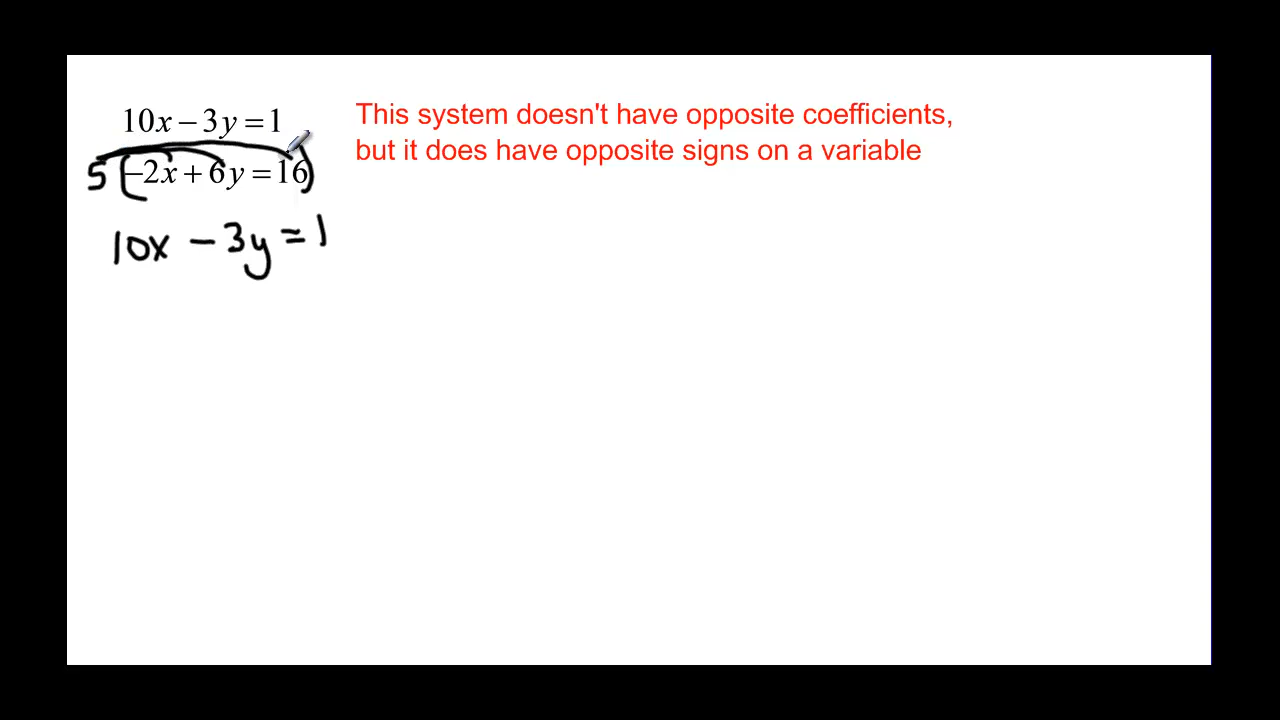 10x − 3y = 1
This system doesn't have opposite coefficients,
but it does have opposite signs on a variable
5 (−2x + 6y = 16)
10x − 3y = 1